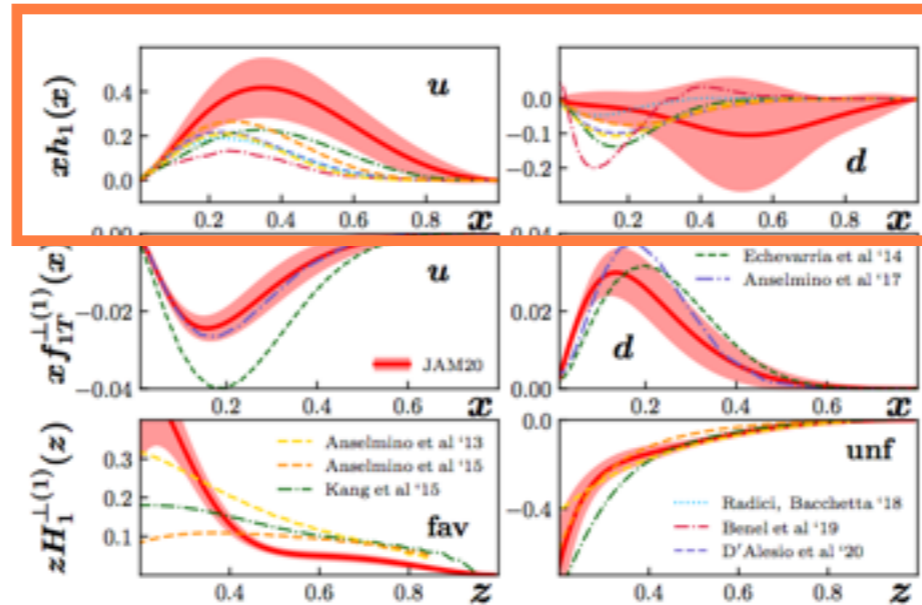 xh₁(x)
0.4
0.2
0.0
u
0.2 0.4 0.6 0.8 x
0.0
−0.1
−0.2
d
0.2 0.4 0.6 0.8 x
xf₁T^⊥(1)(x)
0.00
−0.02
−0.04
u
JAM20
0.2 0.4 0.6 x
0.04
0.02
0.00
Echevarria et al '14
Anselmino et al '17
d
0.2 0.4 0.6 0.8 x
zH₁^⊥(1)(z)
0.3
0.2
0.1
Anselmino et al '13
Anselmino et al '15
Kang et al '15
fav
0.4 0.6 0.8 z
0.0
−0.4
unf
Radici, Bacchetta '18
Benel et al '19
D'Alesio et al '20
0.4 0.6 0.8 z